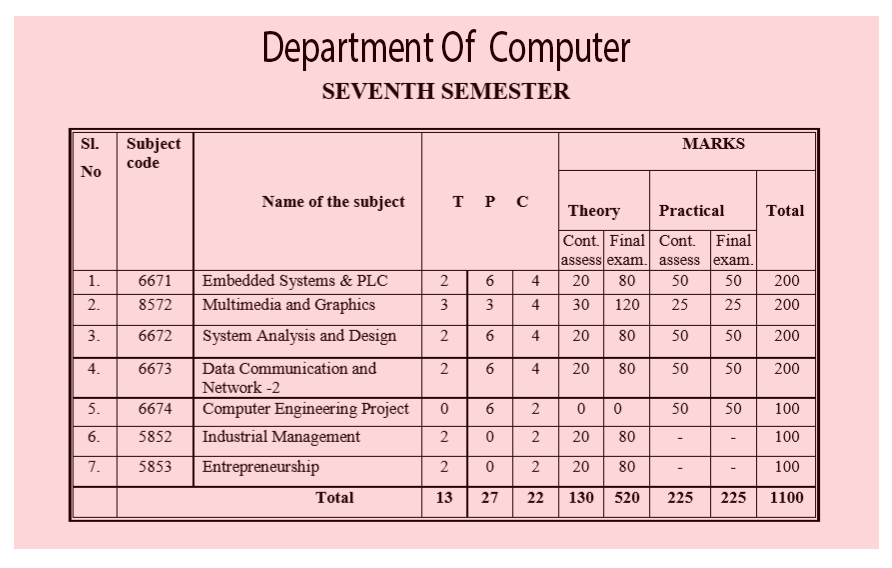 Department Of Computer
SEVENTH SEMESTER
Sl. No Subject code Name of the subject T P C MARKS
Theory Practical Total
Cont. assess Final exam. Cont. assess Final exam.
1. 6671 Embedded Systems & PLC 2 6 4 20 80 50 50 200
2. 8572 Multimedia and Graphics 3 3 4 30 120 25 25 200
3. 6672 System Analysis and Design 2 6 4 20 80 50 50 200
4. 6673 Data Communication and 2 6 4 20 80 50 50 200
Network -2
5. 6674 Computer Engineering Project 0 6 2 0 0 50 50 100
6. 5852 Industrial Management 2 0 2 20 80 - - 100
7. 5853 Entrepreneurship 2 0 2 20 80 - - 100
Total 13 27 22 130 520 225 225 1100